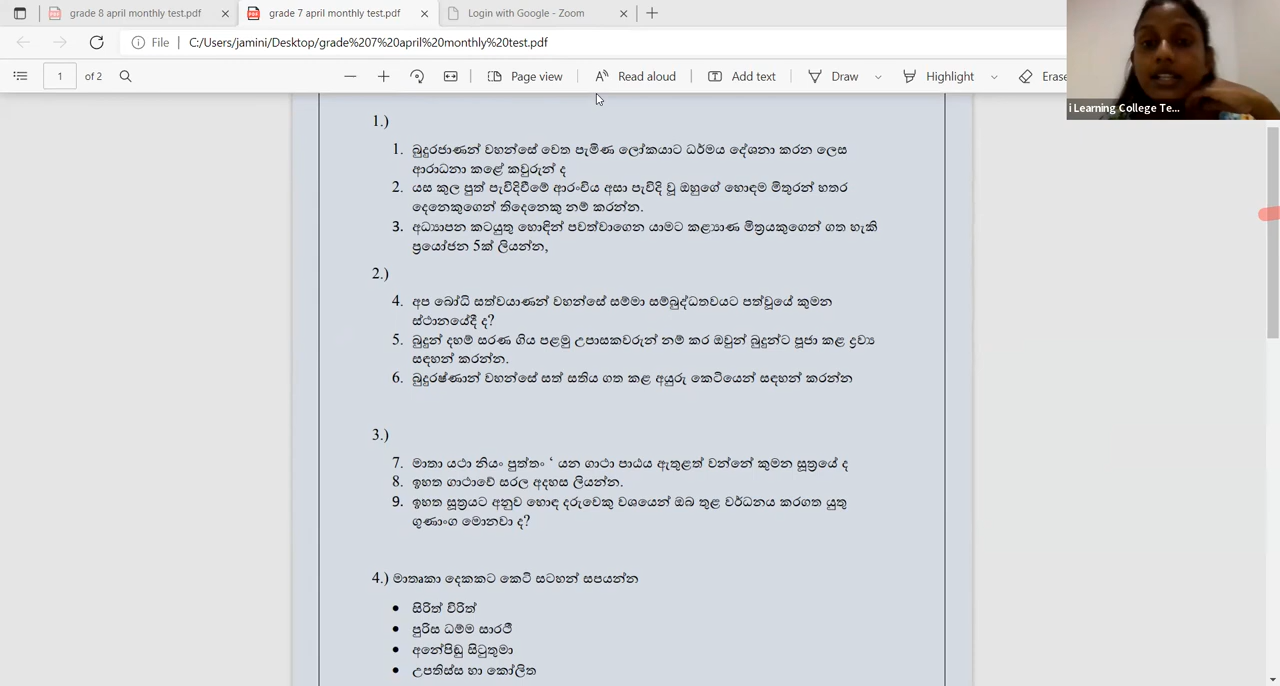 grade 8 april monthly test.pdf
grade 7 april monthly test.pdf
Login with Google - Zoom
File
C:/Users/jamini/Desktop/grade%207%20april%20monthly%20test.pdf
1 of 2
Page view
Read aloud
Add text
Draw
Highlight
Erase
i Learning College Te...
1.)
1. බුදුරජාණන් වහන්සේ වෙත පැමිණ ලෝකයාට ධර්මය දේශනා කරන ලෙස
ආරාධනා කළේ කවුරුන් ද
2. යස කුල පුත් පැවිදිවීමේ ආරංචිය අසා පැවිදි වූ ඔහුගේ හොඳම මිතුරන් හතර
දෙනෙකුගෙන් තිදෙනෙකු නම් කරන්න.
3. අධ්‍යාපන කටයුතු හොඳින් පවත්වාගෙන යාමට කල්‍යාණ මිත්‍රයකුගෙන් ගත හැකි
ප්‍රයෝජන 5ක් ලියන්න,
2.)
4. අප බෝධි සත්වයාණන් වහන්සේ සම්මා සම්බුද්ධතවයට පත්වූයේ කුමන
ස්ථානයේදී ද?
5. බුදුන් දහම් සරණ ගිය පළමු උපාසකවරුන් නම් කර ඔවුන් බුදුන්ට පූජා කළ ද්‍රව්‍ය
සඳහන් කරන්න.
6. බුදුරෂ්ණාන් වහන්සේ සත් සතිය ගත කළ අයුරු කෙටියෙන් සඳහන් කරන්න
3.)
7. මාතා යථා නියං පුත්තං ‘ යන ගාථා පාඨය ඇතුළත් වන්නේ කුමන සූත්‍රයේ ද
8. ඉහත ගාථාවේ සරල අදහස ලියන්න.
9. ඉහත සූත්‍රයට අනුව හොඳ දරුවෙකු වශයෙන් ඔබ තුළ වර්ධනය කරගත යුතු
ගුණාංග මොනවා ද?
4.) මාතෘකා දෙකකට කෙටි සටහන් සපයන්න
• සිරිත් විරිත්
• පුරිස ධම්ම සාරථී
• අනේපිඬු සිටුතුමා
• උපතිස්ස හා කෝලිත